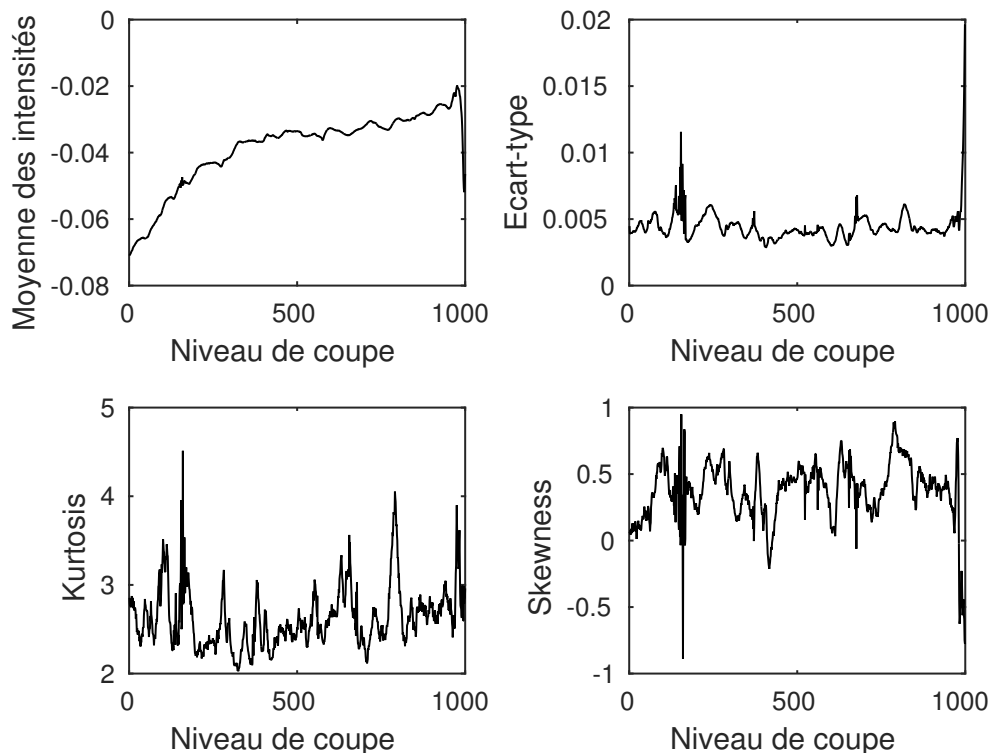 Moyenne des intensités
0
-0.02
-0.04
-0.06
-0.08
0 500 1000
Niveau de coupe
Ecart-type
0.02
0.015
0.01
0.005
0
0 500 1000
Niveau de coupe
Kurtosis
5
4
3
2
0 500 1000
Niveau de coupe
Skewness
1
0.5
0
-0.5
-1
0 500 1000
Niveau de coupe